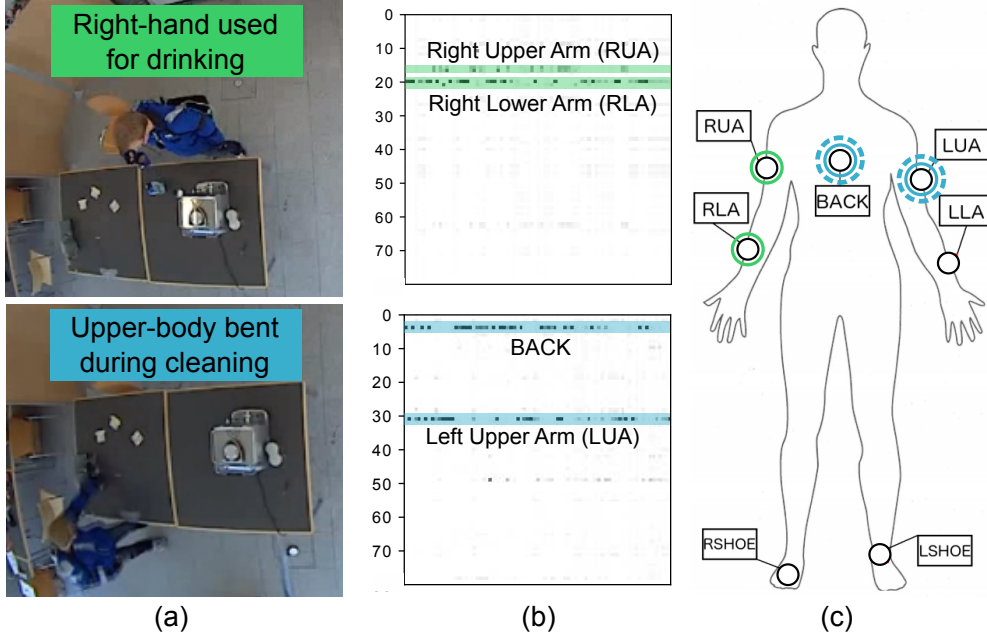 Right-hand used
for drinking
0
10
20
30
40
50
60
70
Right Upper Arm (RUA)
Right Lower Arm (RLA)
RUA
LUA
BACK
RLA
LLA
RSHOE
LSHOE
Upper-body bent
during cleaning
0
10
20
30
40
50
60
70
BACK
Left Upper Arm (LUA)
(a)
(b)
(c)